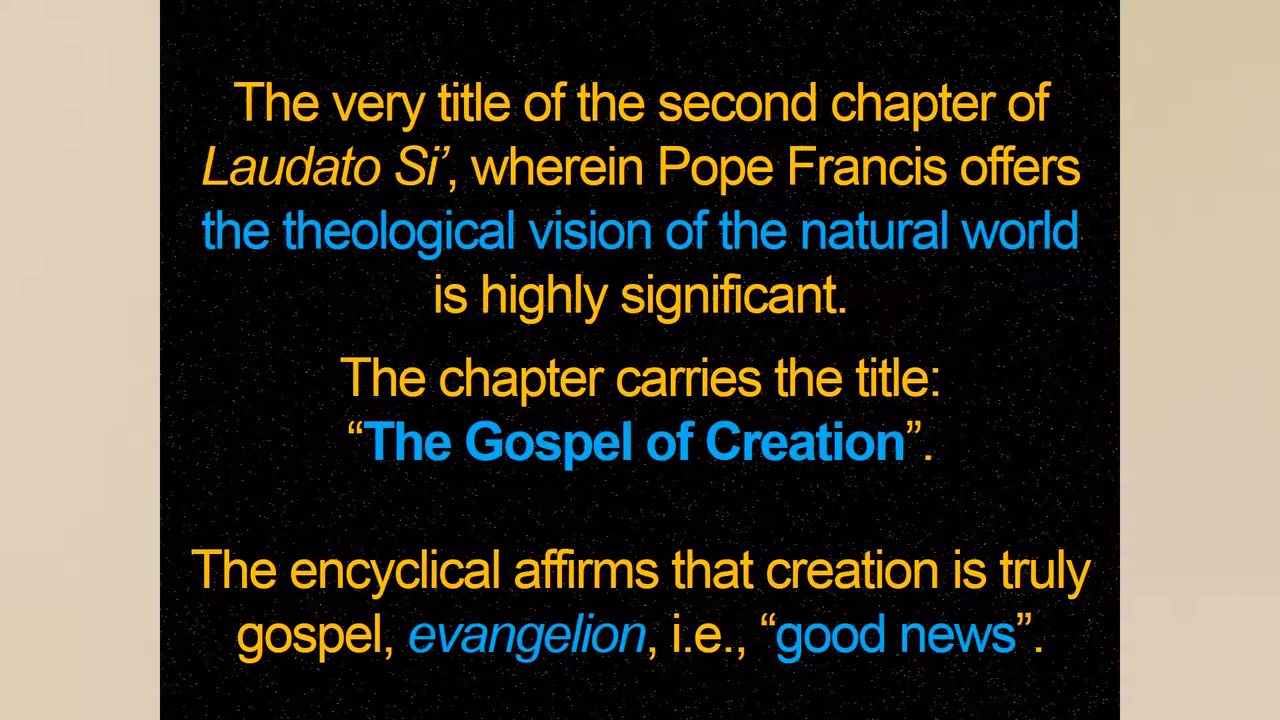 The very title of the second chapter of
Laudato Si’, wherein Pope Francis offers
the theological vision of the natural world
is highly significant.
The chapter carries the title:
“The Gospel of Creation”.
The encyclical affirms that creation is truly
gospel, evangelion, i.e., “good news”.